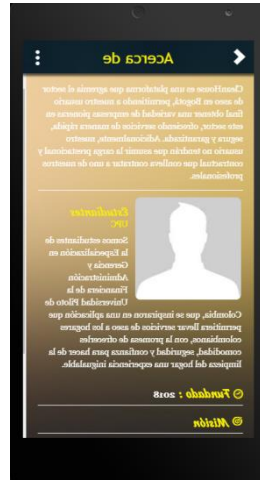 Acerca de
CleanHouse es una plataforma que agremia el sector
de aseo en Bogotá, permitiendo a nuestro usuario
final obtener una variedad de empresas pioneras en
este sector, ofreciendo servicios de manera rápida,
segura y garantizada. Adicionalmente, nuestro
usuario no tendrán que asumir la carga prestacional y
contractual que conlleva contratar a uno de nuestros
profesionales.
Estudiantes
UPC
Somos estudiantes de
la Especialización en
Gerencia y
Administración
Financiera de la
Universidad Piloto de
Colombia, que se inspiraron en una aplicación que
permitiera llevar servicios de aseo a los hogares
colombianos, con la promesa de ofrecerles
comodidad, seguridad y confianza para hacer de la
limpieza del hogar una experiencia inigualable.
Fundado : 2018
Misión